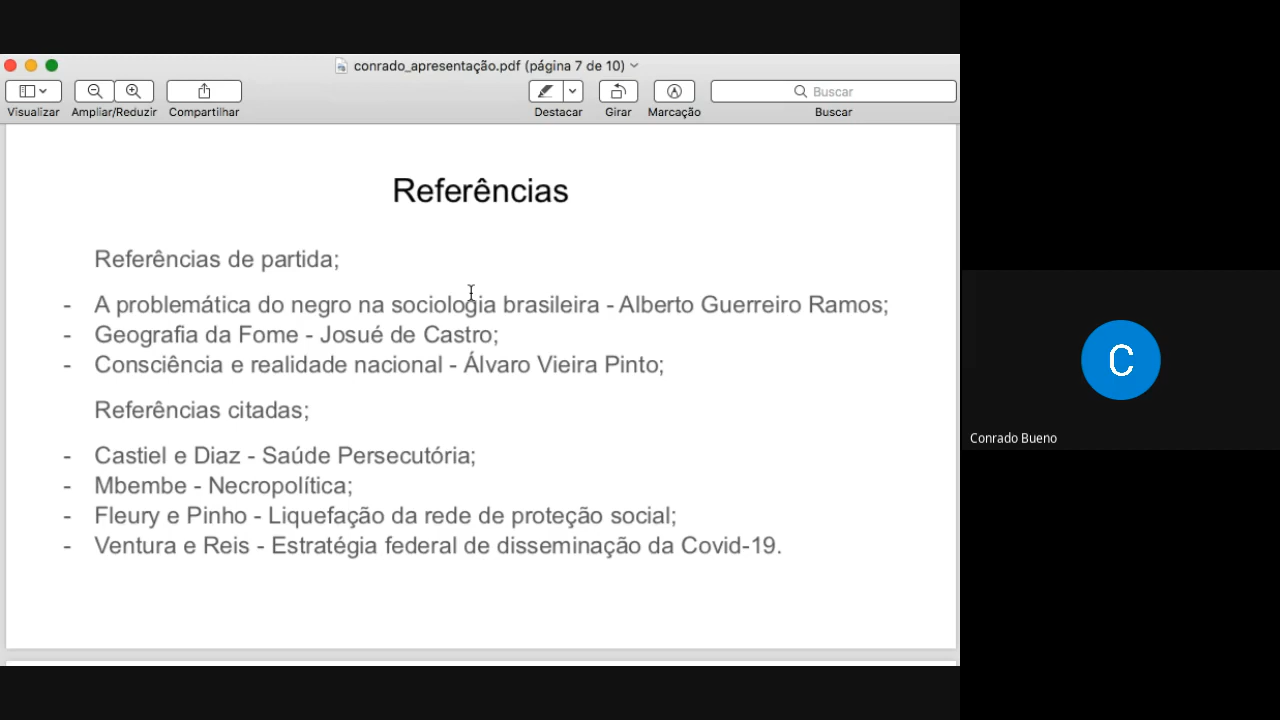 conrado_apresentação.pdf (página 7 de 10)
Buscar
Visualizar
Ampliar/Reduzir
Compartilhar
Destacar
Girar
Marcação
Buscar
Referências
Referências de partida;
- A problemática do negro na sociologia brasileira - Alberto Guerreiro Ramos;
- Geografia da Fome - Josué de Castro;
- Consciência e realidade nacional - Álvaro Vieira Pinto;
Referências citadas;
- Castiel e Diaz - Saúde Persecutória;
- Mbembe - Necropolítica;
- Fleury e Pinho - Liquefação da rede de proteção social;
- Ventura e Reis - Estratégia federal de disseminação da Covid-19.
C
Conrado Bueno